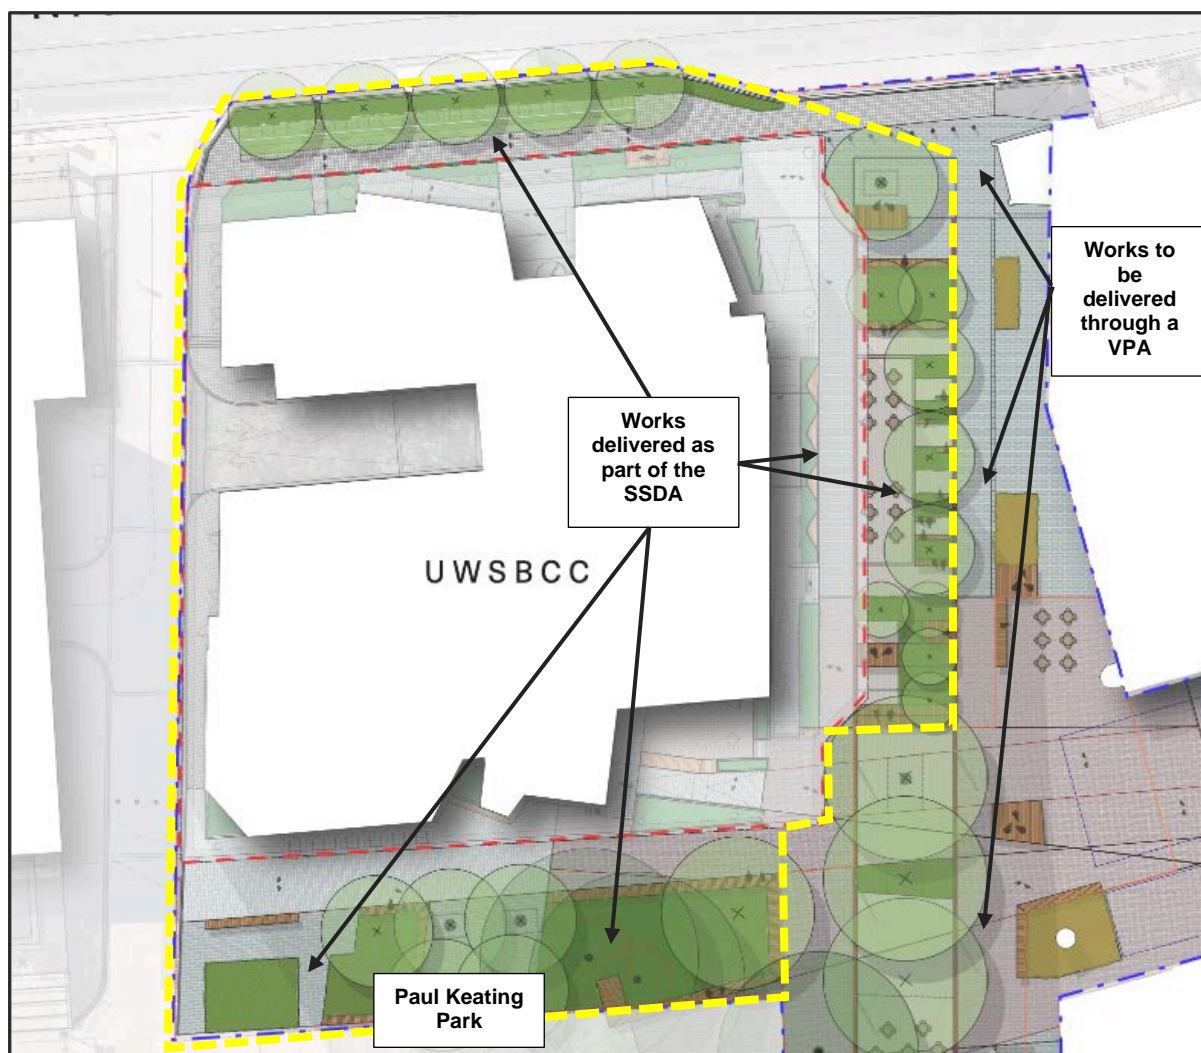 Works to
be
delivered
through a
VPA
Works
delivered as
part of the
SSDA
UWSBCC
Paul Keating
Park